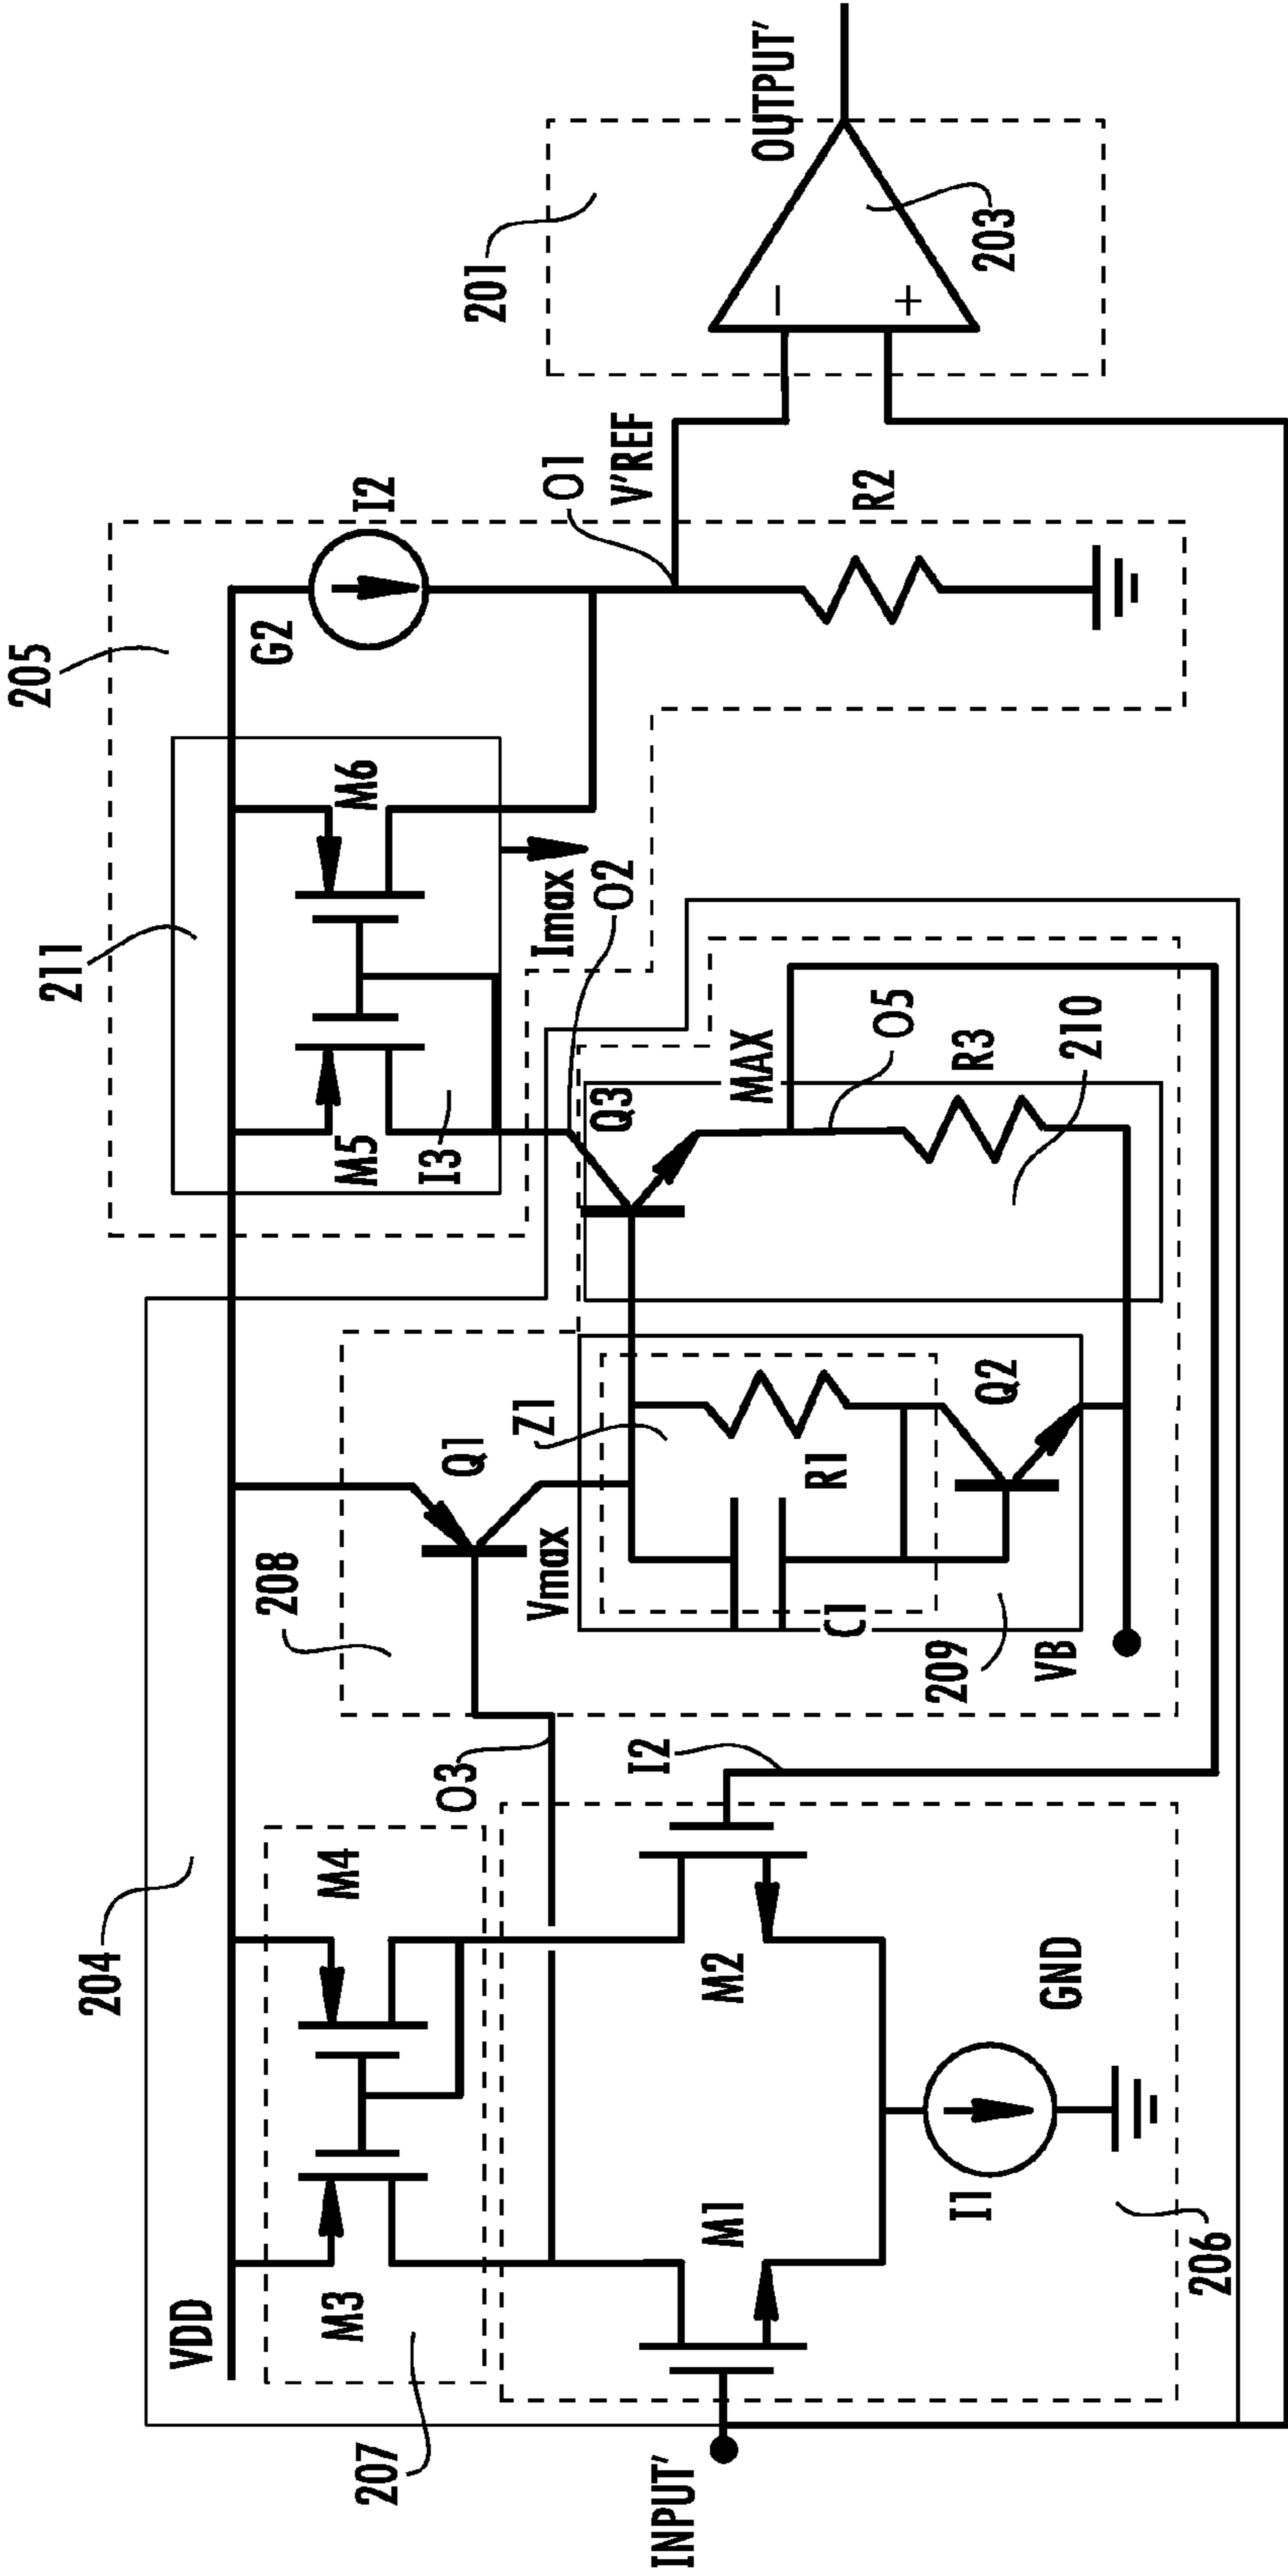 204
205
211
201
VDD
207
M3
M4
208
Q1
O3
Vmax
Z1
C1
R1
209
VB
Q2
M5
I3
M6
Imax
O2
Q3
MAX
O5
R3
210
G2
I2
O1
V'REF
R2
OUTPUT'
203
INPUT'
M1
M2
I2
I1
GND
206